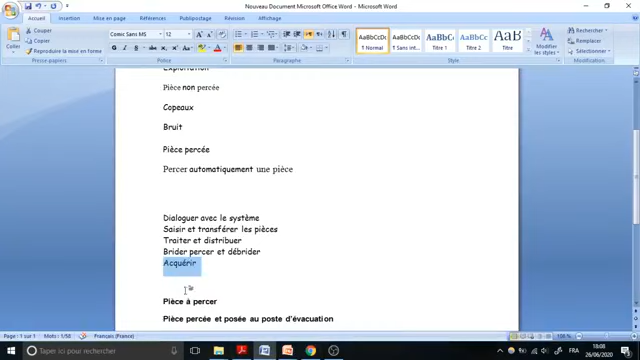 Nouveau Document Microsoft Office Word - Microsoft Word
Accueil Insertion Mise en page Références Publipostage Révision Affichage
Couper
Copier
Reproduire la mise en forme
Coller
Comic Sans MS 12
AaBbCcDc AaBbCcDc AaBbC AaBbCc AaBbCcD
¶ Normal ¶ Sans int... Titre 1 Titre 2 Titre
Modifier les styles
Rechercher
Remplacer
Sélectionner
Presse-papiers Police Paragraphe Style Modification
Exploitation
Pièce non percée
Copeaux
Bruit
Pièce percée
Percer automatiquement une pièce
Dialoguer avec le système
Saisir et transférer les pièces
Traiter et distribuer
Brider percer et débrider
Acquérir
Pièce à percer
Pièce percée et posée au poste d'évacuation
Page : 1 sur 1 Mots : 1/58 Français (France)
Taper ici pour rechercher
FRA
18:08
26/06/2020